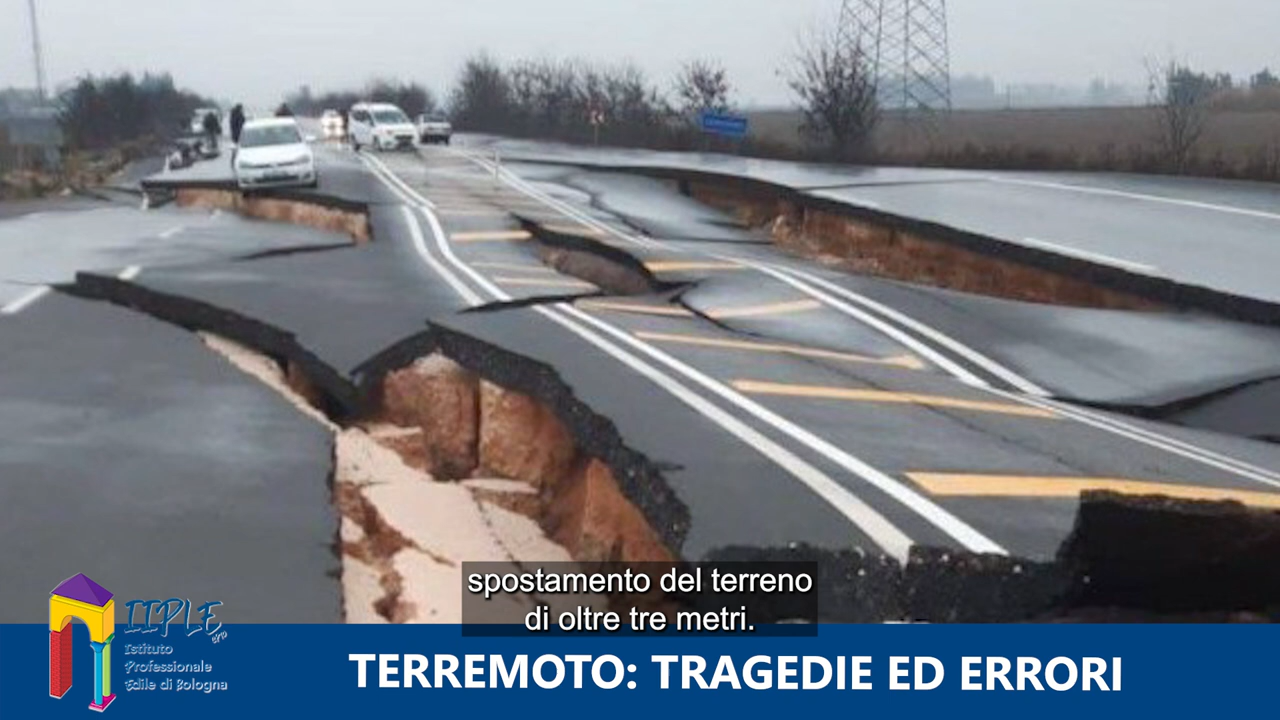 spostamento del terreno
di oltre tre metri.
IIPLE
Istituto
Professionale
Edile di Bologna
TERREMOTO: TRAGEDIE ED ERRORI